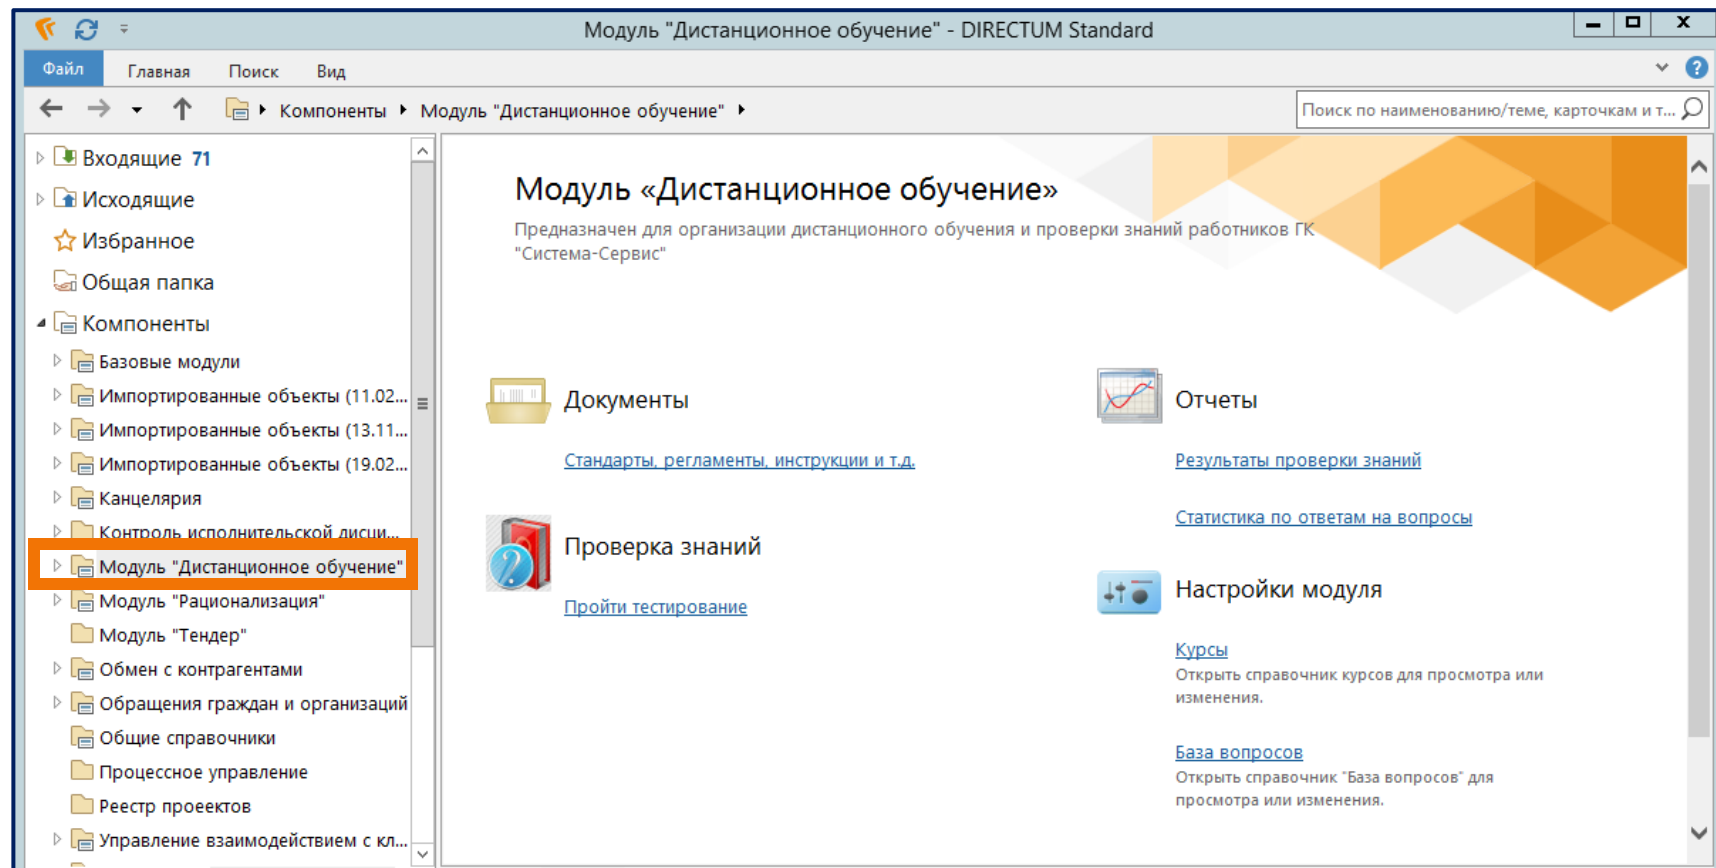 Модуль "Дистанционное обучение" - DIRECTUM Standard
Файл Главная Поиск Вид
Компоненты Модуль "Дистанционное обучение"
Поиск по наименованию/теме, карточкам и т...
Входящие 71
Исходящие
Избранное
Общая папка
Компоненты
Базовые модули
Импортированные объекты (11.02...
Импортированные объекты (13.11...
Импортированные объекты (19.02...
Канцелярия
Контроль исполнительской дисци...
Модуль "Дистанционное обучение"
Модуль "Рационализация"
Модуль "Тендер"
Обмен с контрагентами
Обращения граждан и организаций
Общие справочники
Процессное управление
Реестр проеектов
Управление взаимодействием с кл...
Модуль «Дистанционное обучение»
Предназначен для организации дистанционного обучения и проверки знаний работников ГК
"Система-Сервис"
Документы
Стандарты, регламенты, инструкции и т.д.
Проверка знаний
Пройти тестирование
Отчеты
Результаты проверки знаний
Статистика по ответам на вопросы
Настройки модуля
Курсы
Открыть справочник курсов для просмотра или
изменения.
База вопросов
Открыть справочник "База вопросов" для
просмотра или изменения.